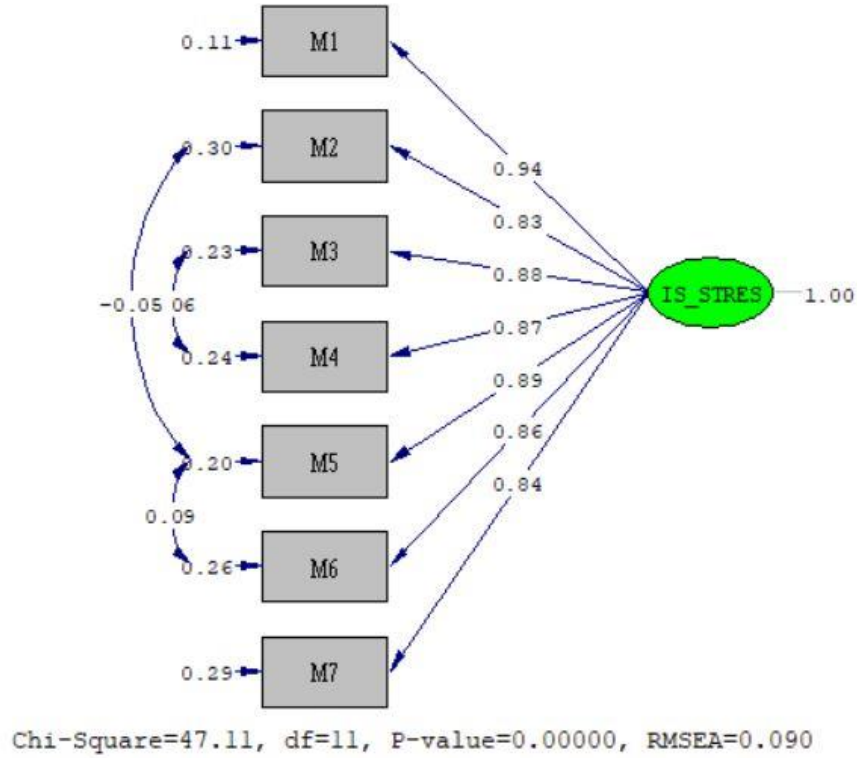 0.11
M1
0.94
0.30
M2
0.83
0.23
M3
0.88
IS_STRES
1.00
-0.05
06
0.24
M4
0.87
0.89
0.20
M5
0.86
0.84
0.09
0.26
M6
0.29
M7
Chi-Square=47.11, df=11, P-value=0.00000, RMSEA=0.090